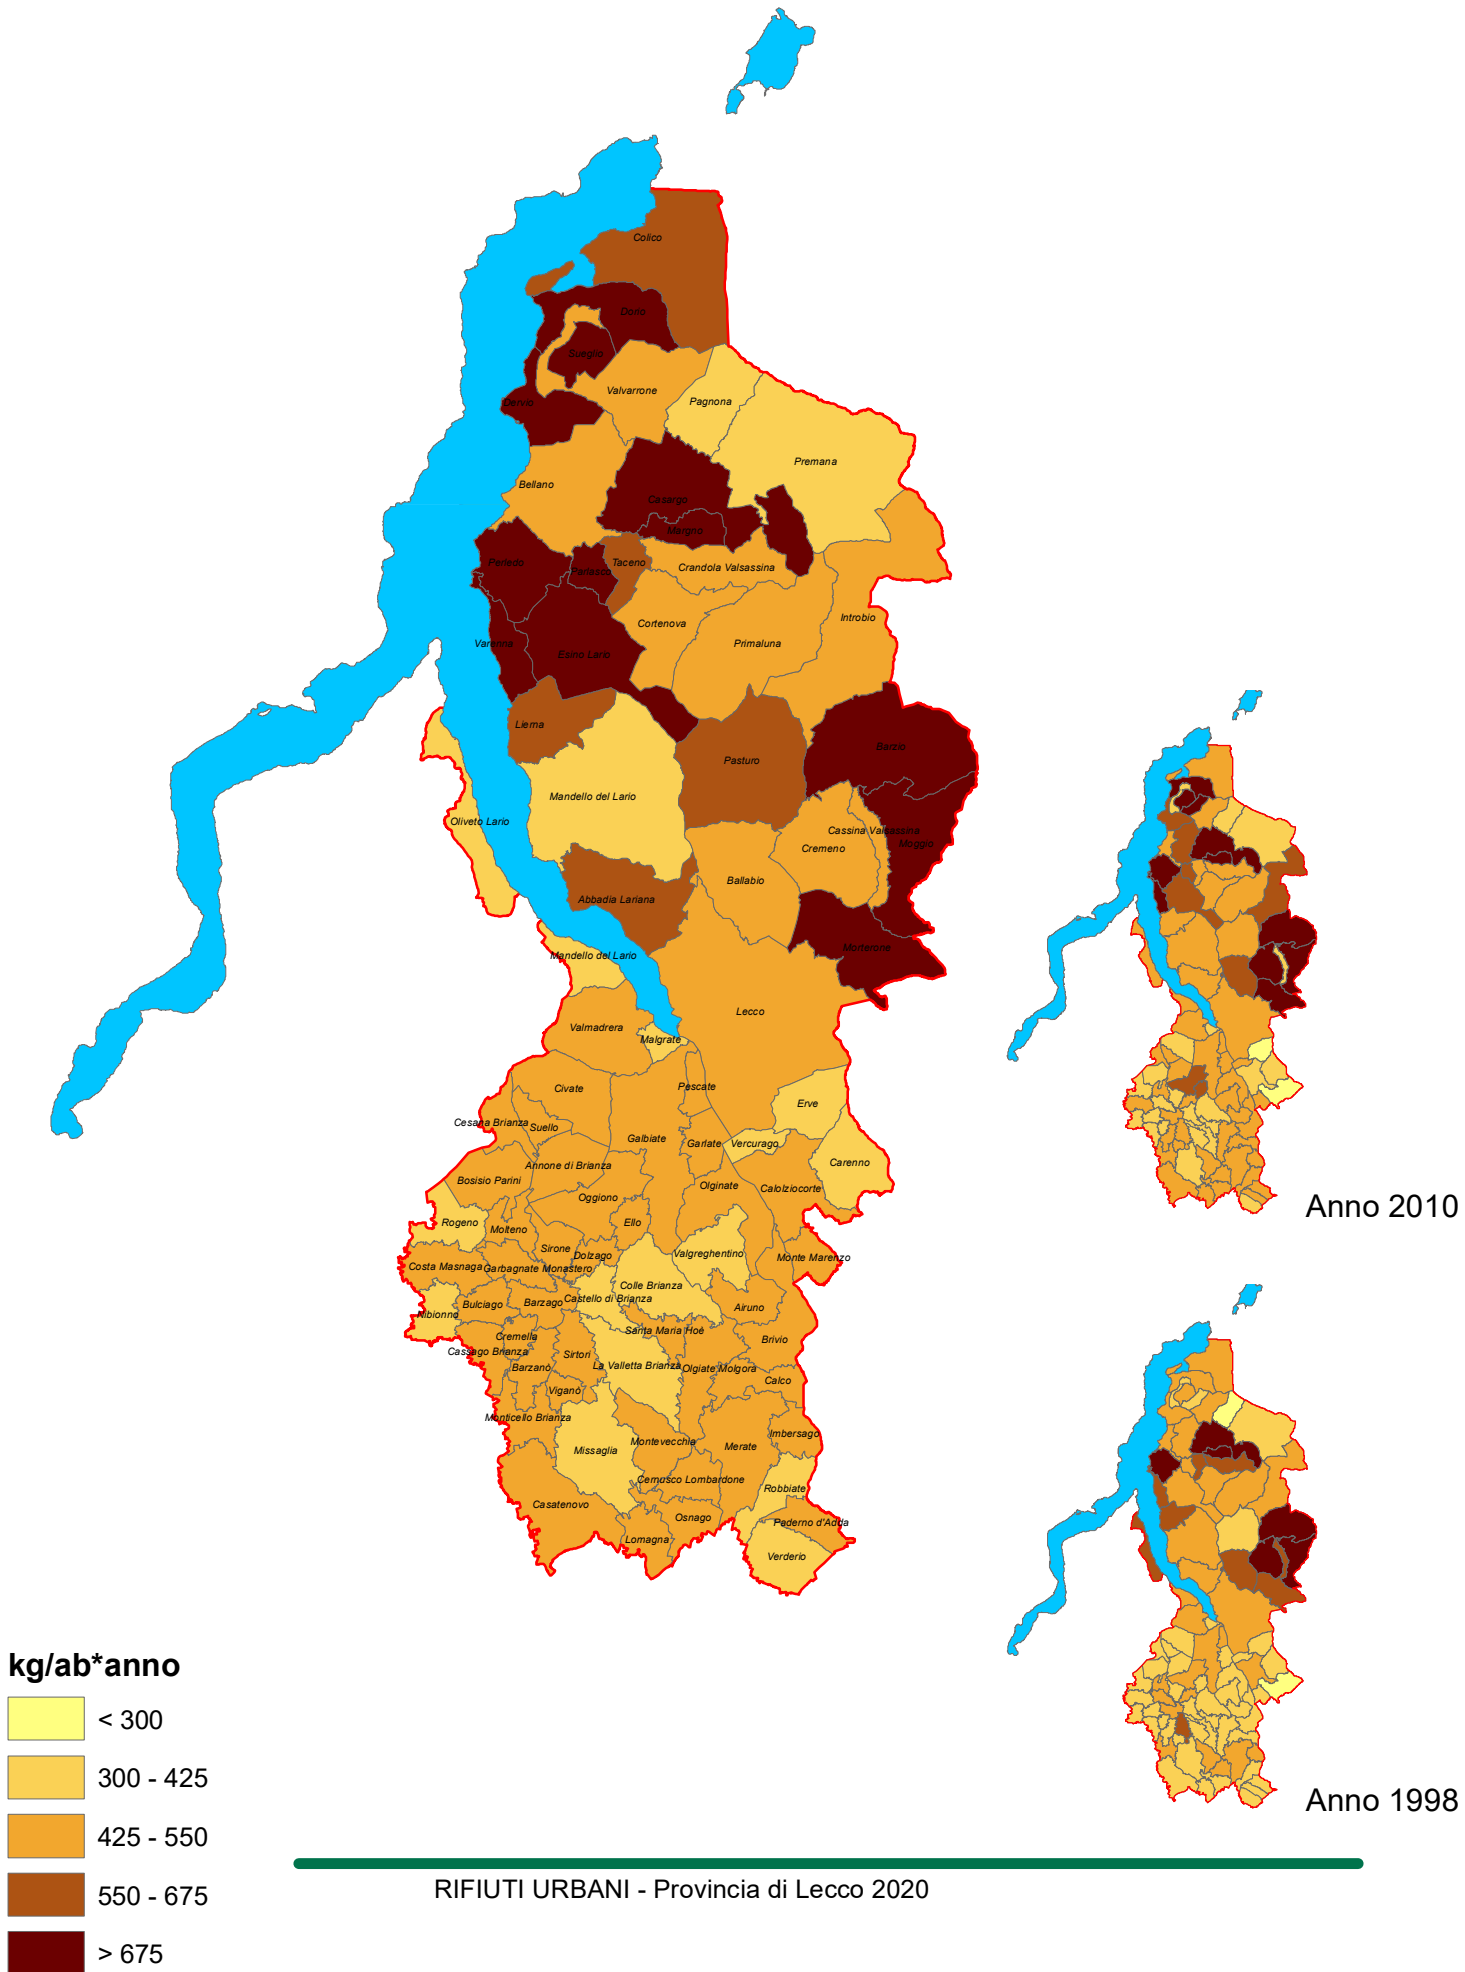 Colico
Dorio
Sueglio
Valvarrone
Dervio
Pagnona
Premana
Bellano
Casargo
Margno
Perledo
Parlasco
Taceno
Crandola Valsassina
Cortenova
Introbio
Varenna
Esino Lario
Primaluna
Lierna
Barzio
Pasturo
Mandello del Lario
Oliveto Lario
Cassina Valsassina
Moggio
Cremeno
Ballabio
Abbadia Lariana
Morterone
Mandello del Lario
Lecco
Valmadrera
Malgrate
Civate
Pescate
Erve
Cesana Brianza
Suello
Galbiate
Garlate
Vercurago
Annone di Brianza
Carenno
Bosisio Parini
Olginate
Calolziocorte
Oggiono
Anno 2010
Rogeno
Molteno
Ello
Sirone
Dolzago
Valgreghentino
Monte Marenzo
Costa Masnaga
Garbagnate Monastero
Colle Brianza
Castello di Brianza
Nibionno
Bulciago
Barzago
Airuno
Cremella
Santa Maria Hoè
Brivio
Cassago Brianza
Barzanò
Sirtori
La Valletta Brianza
Olgiate Molgora
Calco
Viganò
Monticello Brianza
Missaglia
Montevecchia
Merate
Imbersago
Cernusco Lombardone
Robbiate
Casatenovo
Osnago
Paderno d'Adda
Lomagna
Verderio
Anno 1998
kg/ab*anno
< 300
300 - 425
425 - 550
550 - 675
> 675
RIFIUTI URBANI - Provincia di Lecco 2020